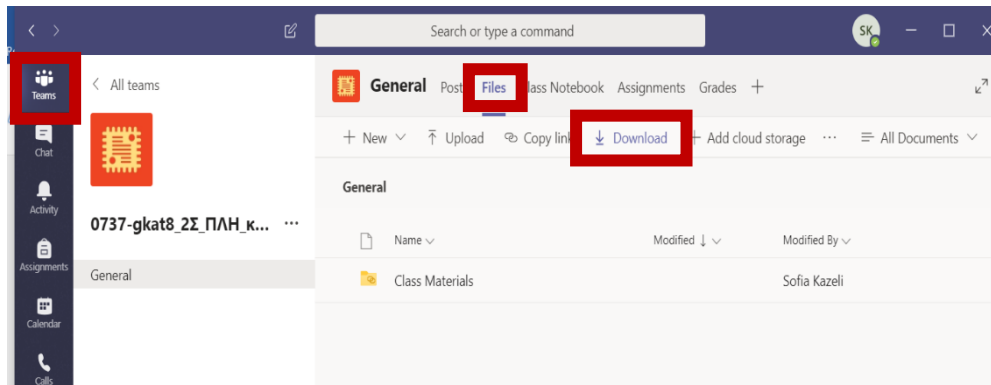 Search or type a command
SK
Teams
Chat
Activity
Assignments
Calendar
Calls
All teams
0737-gkat8_2Σ_ΠΛΗ_κ... ...
General
General Post Files lass Notebook Assignments Grades +
+ New Upload Copy link Download + Add cloud storage ... All Documents
General
Name Modified ↓ Modified By
Class Materials Sofia Kazeli